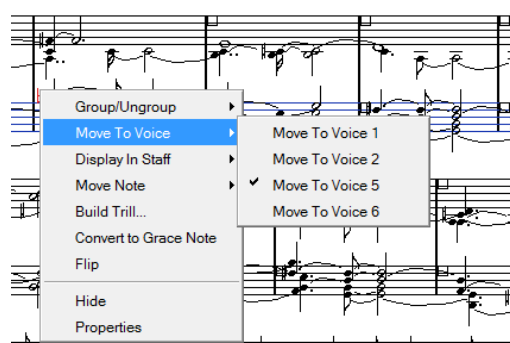 Group/Ungroup
Move To Voice
Display In Staff
Move Note
Build Trill...
Convert to Grace Note
Flip
Hide
Properties
Move To Voice 1
Move To Voice 2
Move To Voice 5
Move To Voice 6